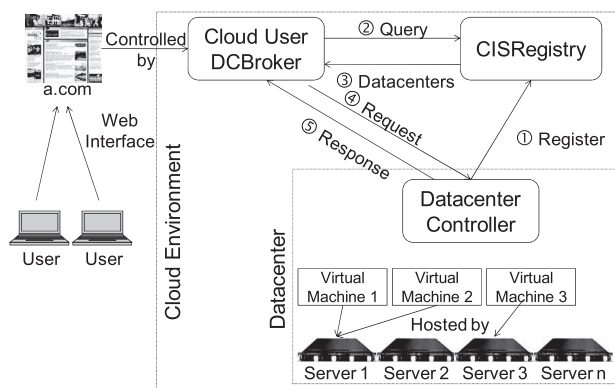 a.com
Controlled
by
Cloud User
DCBroker
② Query
③ Datacenters
CISRegistry
④ Request
⑤ Response
① Register
Web
Interface
User
User
Cloud Environment
Datacenter
Controller
Datacenter
Virtual
Machine 1
Virtual
Machine 2
Virtual
Machine 3
Hosted by
Server 1
Server 2
Server 3
Server n